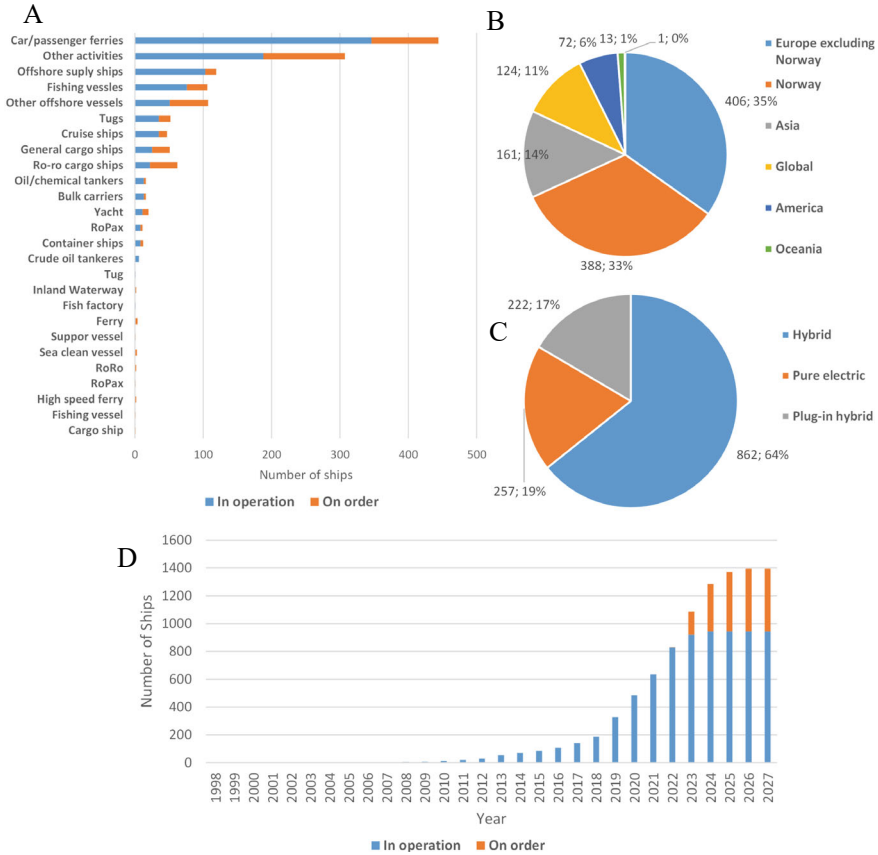 A
Car/passenger ferries
Other activities
Offshore suply ships
Fishing vessles
Other offshore vessels
Tugs
Cruise ships
General cargo ships
Ro-ro cargo ships
Oil/chemical tankers
Bulk carriers
Yacht
RoPax
Container ships
Crude oil tankeres
Tug
Inland Waterway
Fish factory
Ferry
Suppor vessel
Sea clean vessel
RoRo
RoPax
High speed ferry
Fishing vessel
Cargo ship
0 100 200 300 400 500
Number of ships
In operation On order
B
72; 6% 13; 1% 1; 0%
124; 11%
406; 35%
161; 14%
388; 33%
Europe excluding
Norway
Norway
Asia
Global
America
Oceania
C
222; 17%
257; 19%
862; 64%
Hybrid
Pure electric
Plug-in hybrid
D
1600
1400
1200
1000
800
600
400
200
0
Number of Ships
1998 1999 2000 2001 2002 2003 2004 2005 2006 2007 2008 2009 2010 2011 2012 2013 2014 2015 2016 2017 2018 2019 2020 2021 2022 2023 2024 2025 2026 2027
Year
In operation On order